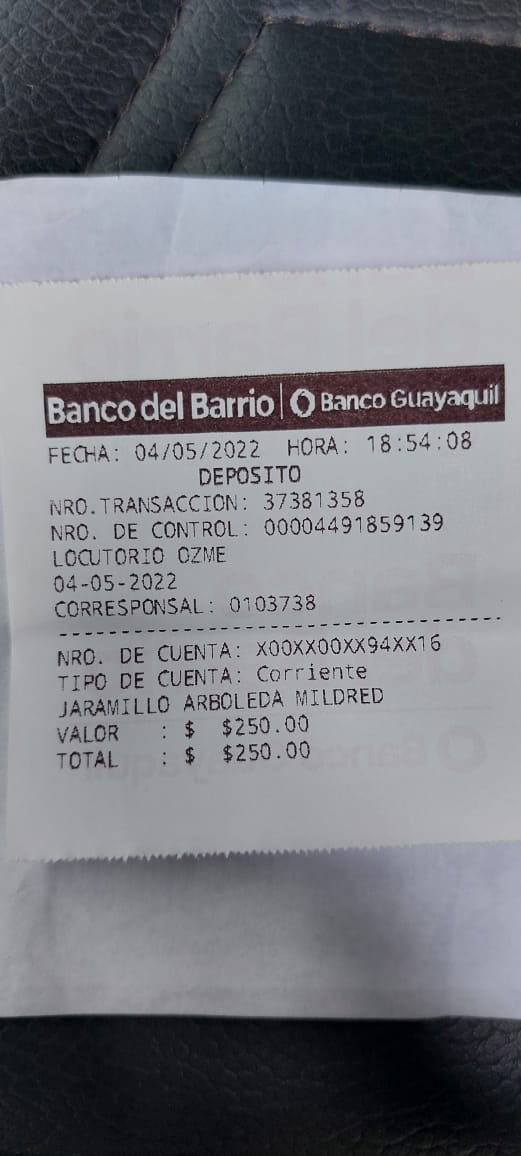 Banco del Barrio | Banco Guayaquil
FECHA: 04/05/2022 HORA: 18:54:08
DEPOSITO
NRO.TRANSACCION: 37381358
NRO. DE CONTROL: 00004491859139
LOCUTORIO OZME
04-05-2022
CORRESPONSAL: 0103738
NRO. DE CUENTA: X00XX00XX94XX16
TIPO DE CUENTA: Corriente
JARAMILLO ARBOLEDA MILDRED
VALOR : $ $250.00
TOTAL : $ $250.00